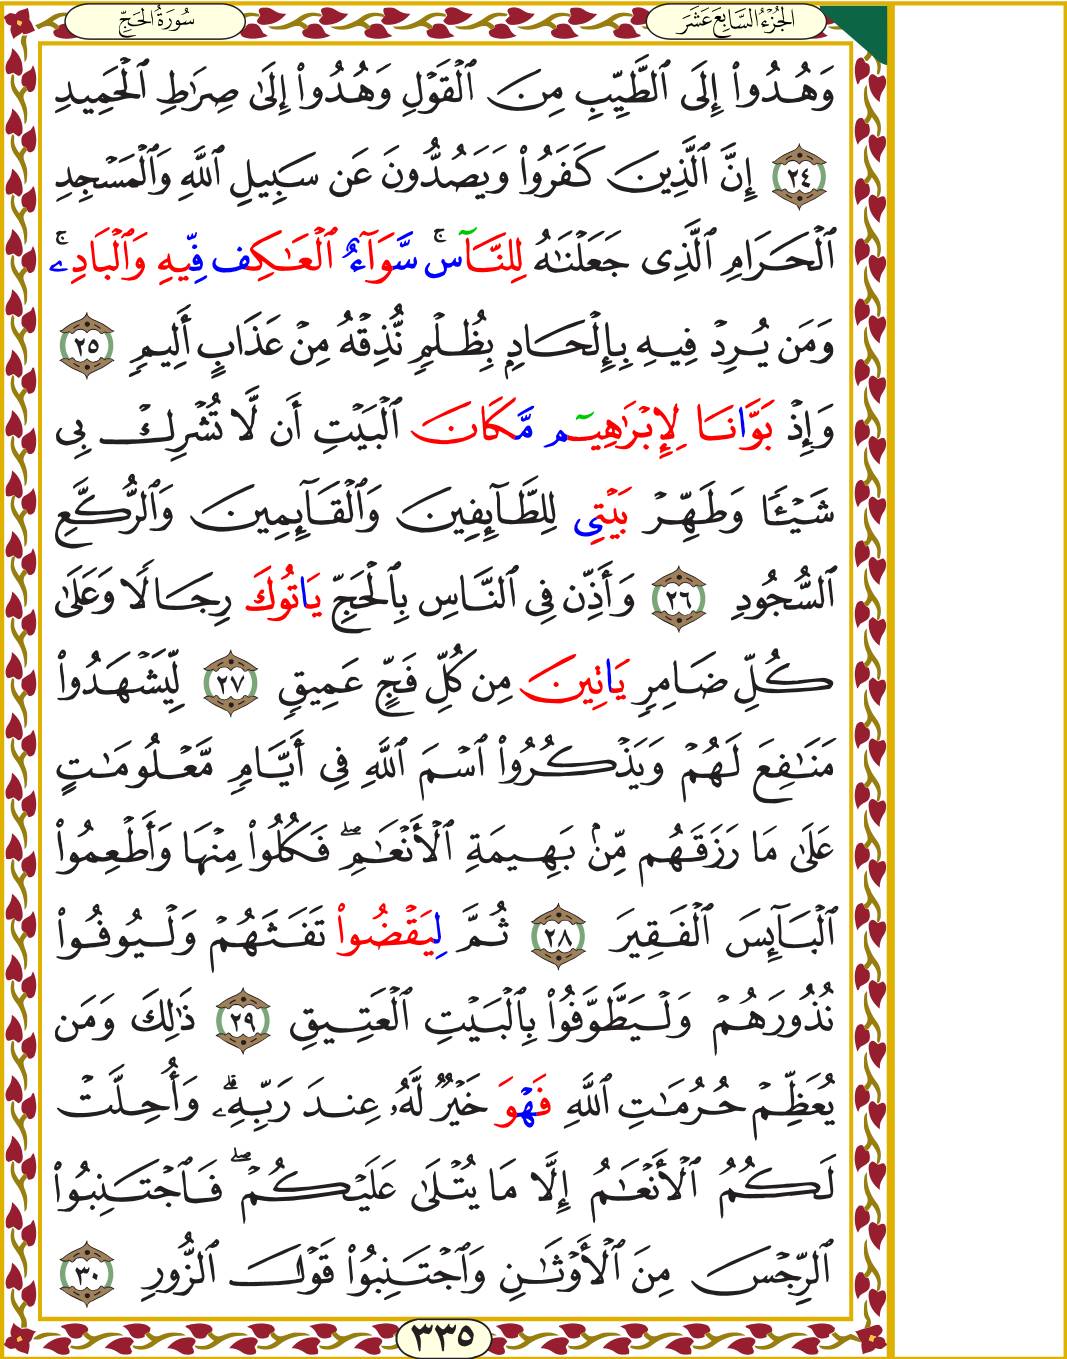 الجُزْءُ السَّابِعَ عَشَرَ
سُورَةُ الحَجِّ
وَهُدُوٓاْ إِلَى ٱلطَّيِّبِ مِنَ ٱلْقَوْلِ وَهُدُوٓاْ إِلَىٰ صِرَٰطِ ٱلْحَمِيدِ
٢٤ إِنَّ ٱلَّذِينَ كَفَرُواْ وَيَصُدُّونَ عَن سَبِيلِ ٱللَّهِ وَٱلْمَسْجِدِ
ٱلْحَرَامِ ٱلَّذِى جَعَلْنَٰهُ لِلنَّآسۚ سَّوَآءٌ ٱلْعَٰكِف فِّيهِ وَٱلْبَادِۦۚ
وَمَن يُرِدْ فِيهِ بِإِلْحَادٍ بِظُلْمٍ نُّذِقْهُ مِنْ عَذَابٍ أَلِيمٍ ٢٥
وَإِذْ بَوَّانَا لِإِبْرَٰهِيٓم مَّكَانَ ٱلْبَيْتِ أَن لَّا تُشْرِكْ بِى
شَيْـًٔا وَطَهِّرْ بَيْتِى لِلطَّآئِفِينَ وَٱلْقَآئِمِينَ وَٱلرُّكَّعِ
ٱلسُّجُودِ ٢٦ وَأَذِّن فِى ٱلنَّاسِ بِٱلْحَجِّ يَاتُوكَ رِجَالًا وَعَلَىٰ
كُلِّ ضَامِرٍ يَاتِينَ مِن كُلِّ فَجٍّ عَمِيقٍ ٢٧ لِّيَشْهَدُواْ
مَنَٰفِعَ لَهُمْ وَيَذْكُرُواْ ٱسْمَ ٱللَّهِ فِىٓ أَيَّامٍ مَّعْلُومَٰتٍ
عَلَىٰ مَا رَزَقَهُم مِّنۢ بَهِيمَةِ ٱلْأَنْعَٰمِۖ فَكُلُواْ مِنْهَا وَأَطْعِمُواْ
ٱلْبَآئِسَ ٱلْفَقِيرَ ٢٨ ثُمَّ لِيَقْضُواْ تَفَثَهُمْ وَلْيُوفُواْ
نُذُورَهُمْ وَلْيَطَّوَّفُواْ بِٱلْبَيْتِ ٱلْعَتِيقِ ٢٩ ذَٰلِكَ وَمَن
يُعَظِّمْ حُرُمَٰتِ ٱللَّهِ فَهْوَ خَيْرٌ لَّهُۥ عِندَ رَبِّهِۦۗ وَأُحِلَّتْ
لَكُمُ ٱلْأَنْعَٰمُ إِلَّا مَا يُتْلَىٰ عَلَيْكُمْۖ فَٱجْتَنِبُواْ
ٱلرِّجْسَ مِنَ ٱلْأَوْثَٰنِ وَٱجْتَنِبُواْ قَوْلَ ٱلزُّورِ ٣٠
٣٣٥